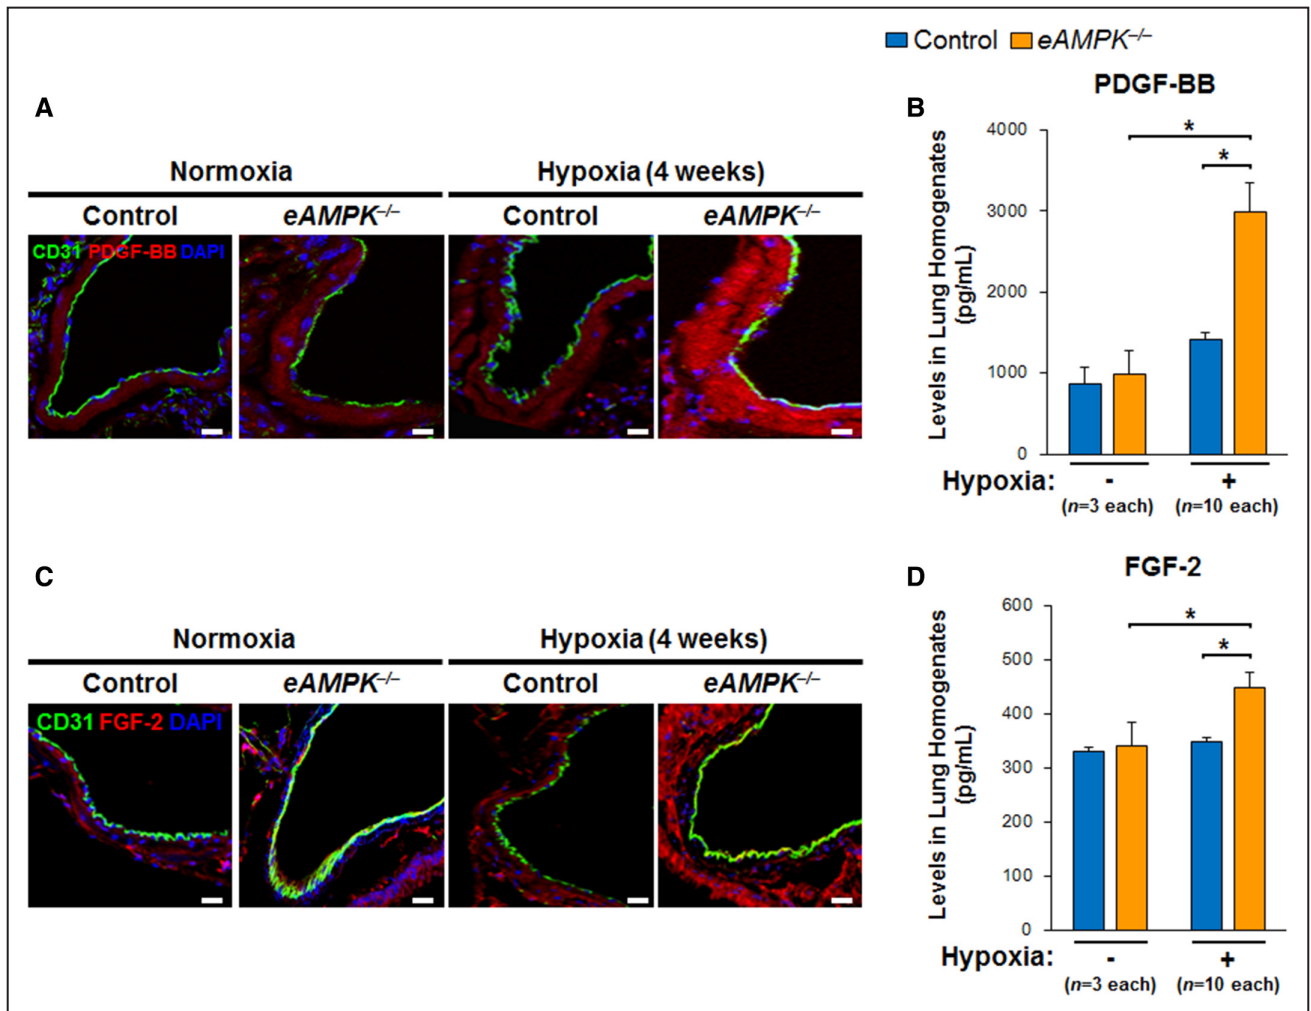 Control eAMPK–/–
A
Normoxia Hypoxia (4 weeks)
Control eAMPK–/– Control eAMPK–/–
CD31 PDGF-BB DAPI
B
PDGF-BB
Levels in Lung Homogenates
(pg/mL)
4000
3000
2000
1000
0
* *
Hypoxia: - +
(n=3 each) (n=10 each)
C
Normoxia Hypoxia (4 weeks)
Control eAMPK–/– Control eAMPK–/–
CD31 FGF-2 DAPI
D
FGF-2
Levels in Lung Homogenates
(pg/mL)
600
500
400
300
200
100
0
* *
Hypoxia: - +
(n=3 each) (n=10 each)